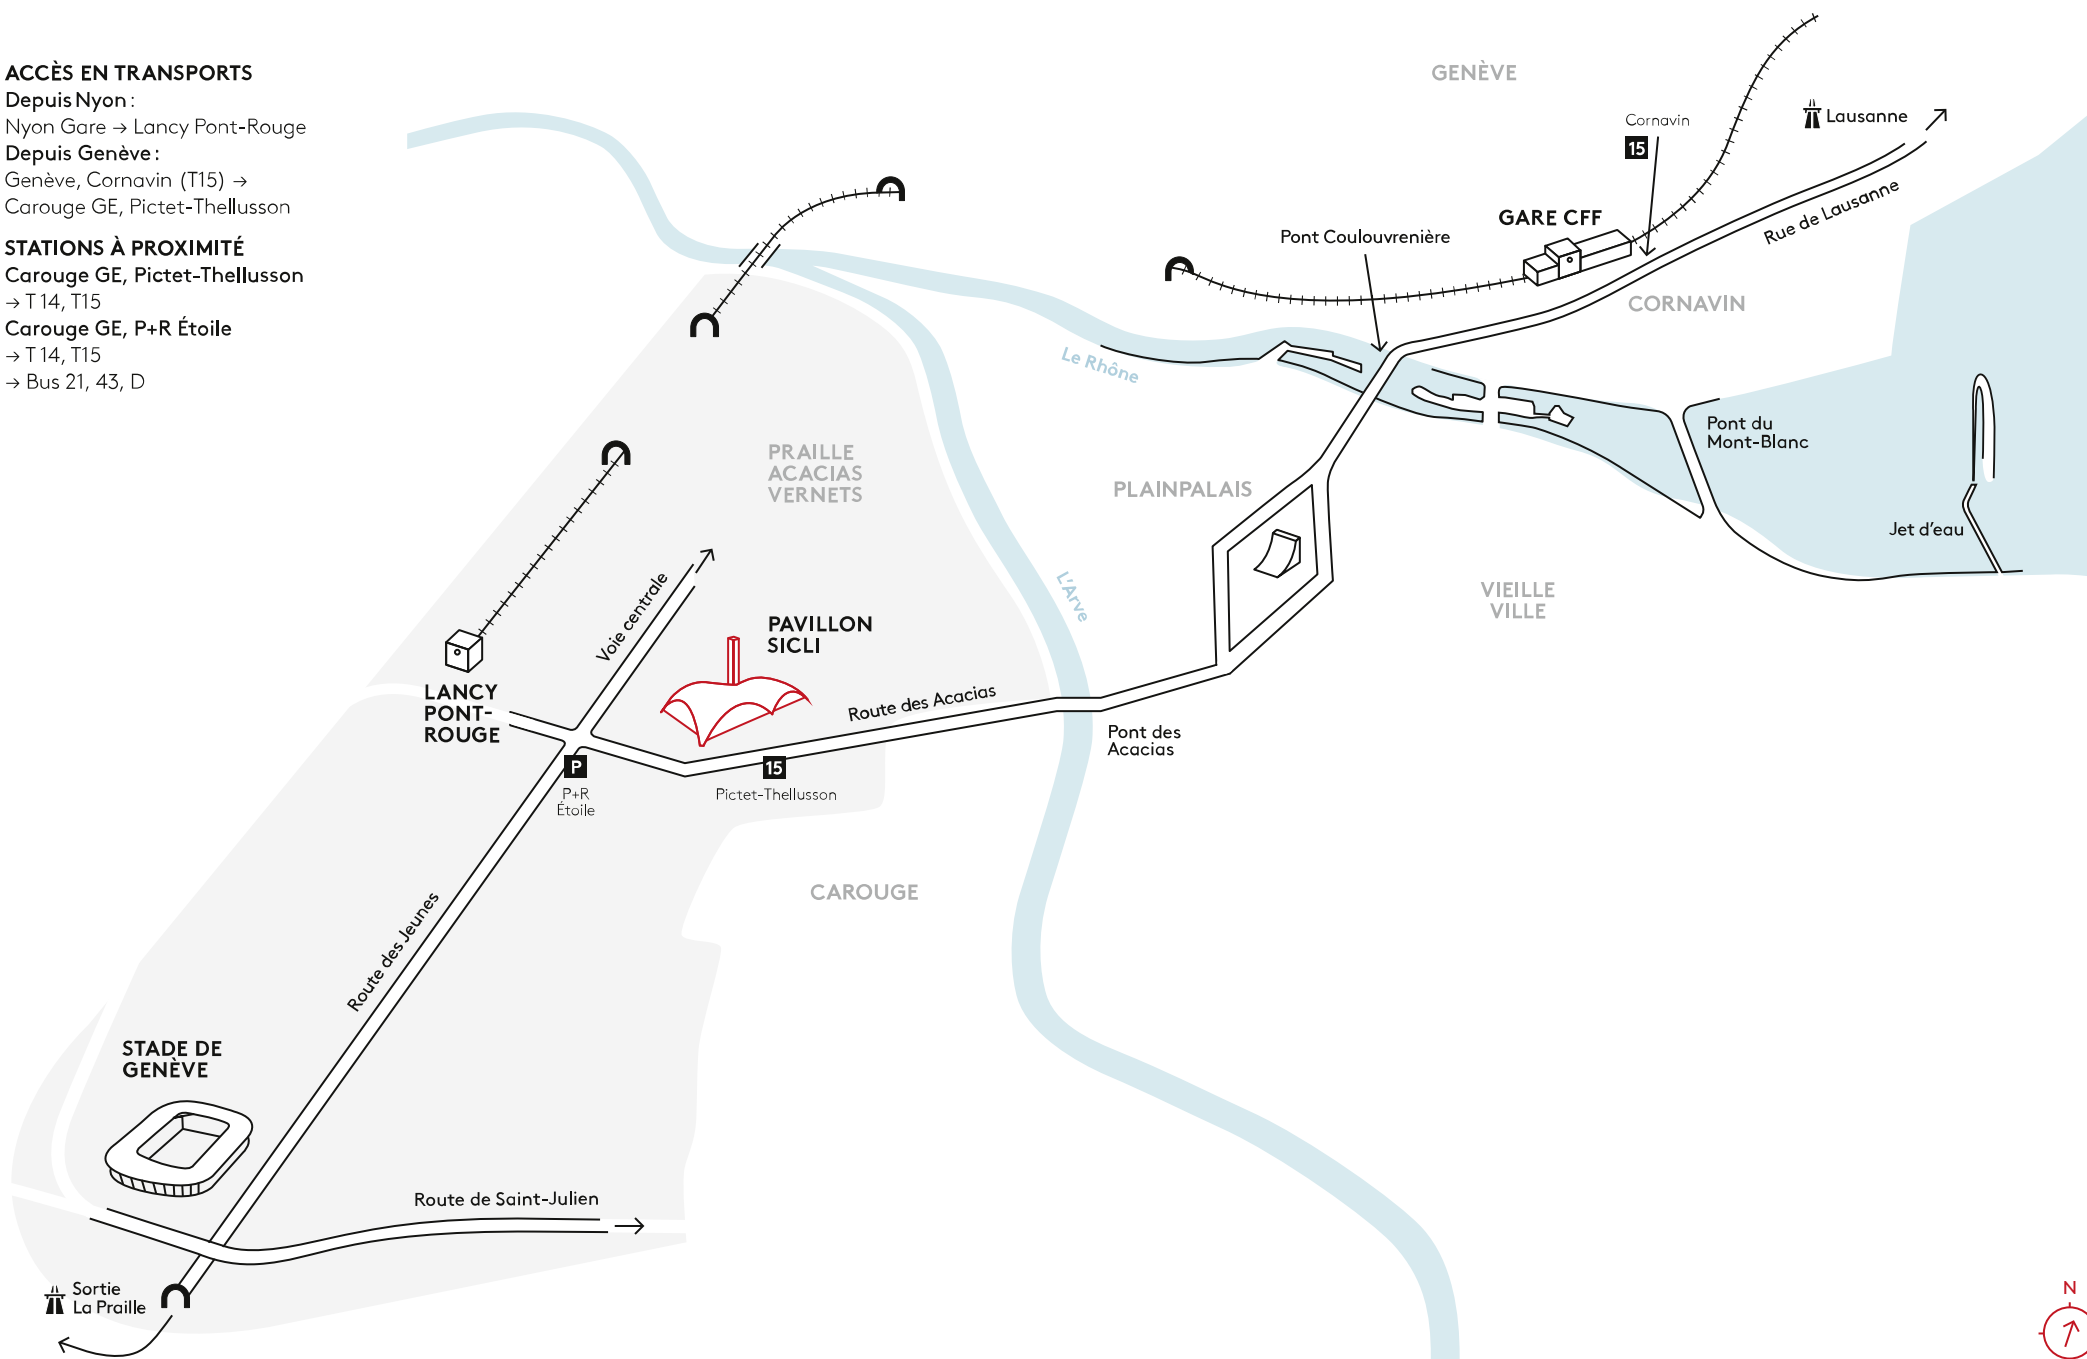 ACCÈS EN TRANSPORTS
Depuis Nyon :
Nyon Gare → Lancy Pont-Rouge
Depuis Genève :
Genève, Cornavin (T15) →
Carouge GE, Pictet-Thellusson
STATIONS À PROXIMITÉ
Carouge GE, Pictet-Thellusson
→ T 14, T15
Carouge GE, P+R Étoile
→ T 14, T15
→ Bus 21, 43, D
GENÈVE
Lausanne
Cornavin
15
Rue de Lausanne
GARE CFF
Pont Coulouvrenière
CORNAVIN
Le Rhône
Pont du
Mont-Blanc
PRAILLE
ACACIAS
VERNETS
PLAINPALAIS
Jet d'eau
VIEILLE
VILLE
L'Arve
Voie centrale
PAVILLON
SICLI
LANCY
PONT-
ROUGE
Route des Acacias
Pont des
Acacias
P
P+R
Étoile
15
Pictet-Thellusson
CAROUGE
Route des Jeunes
STADE DE
GENÈVE
Route de Saint-Julien
Sortie
La Praille
N